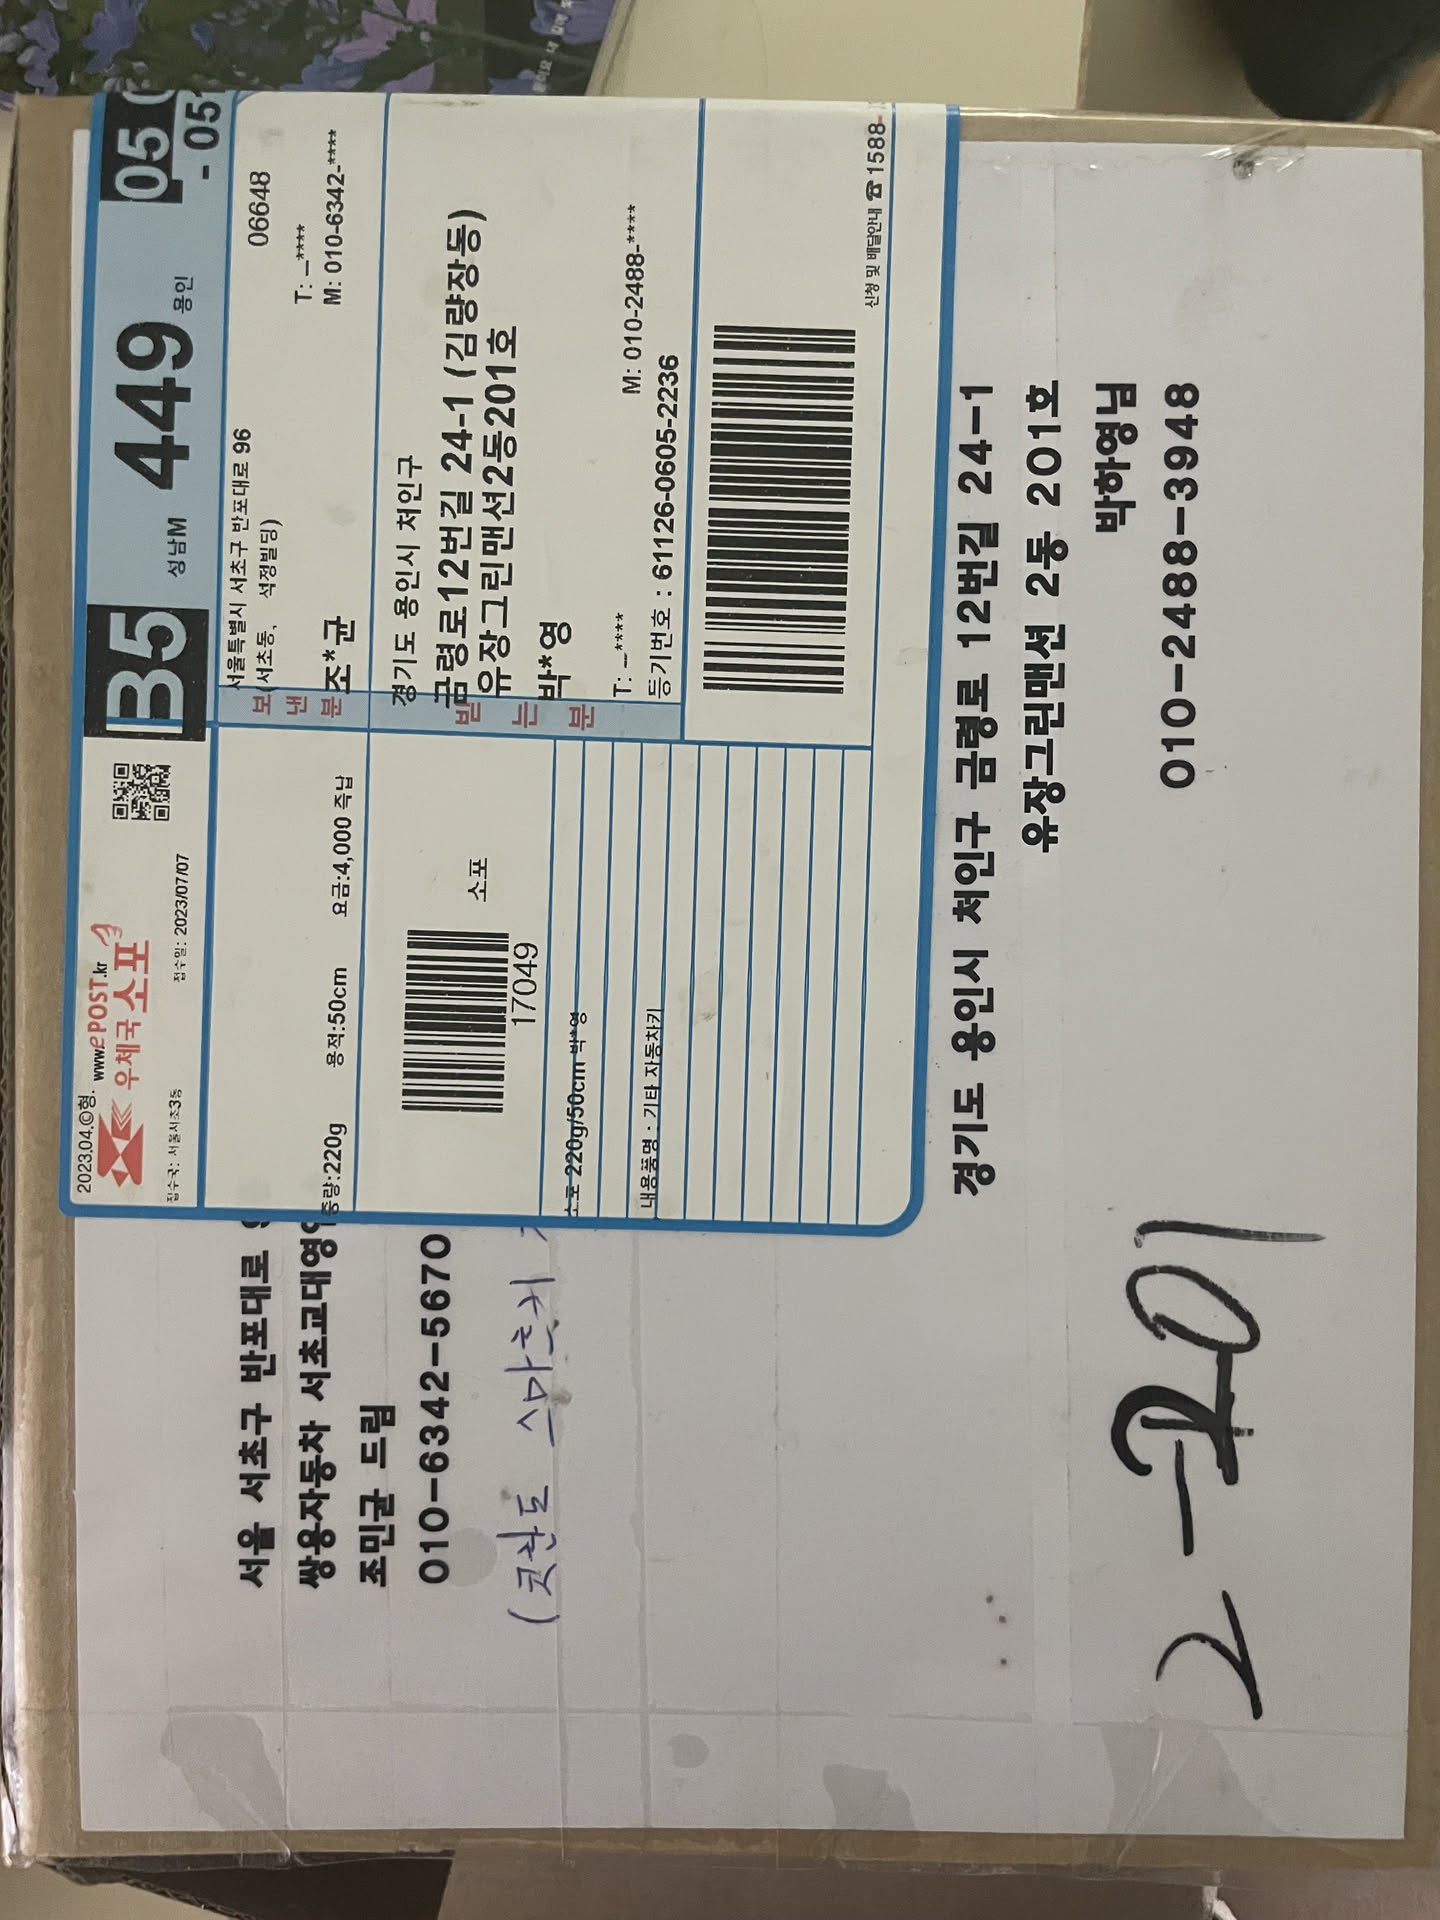 2023.04.©형. www.ePOST.kr
우체국 소포
접수국: 서울서초3동 접수일: 2023/07/07
B5 성남M 449 용인 05
- 05
중량:220g 용적:50cm 요금:4,000 즉납
17049
소포
소포 220g/50cm 박*영
내용품명 : 기타 자동차키
보낸분
서울특별시 서초구 반포대로 96 06648
(서초동, 석정빌딩)
T: _-****
조*균 M: 010-6342-****
받는분
경기도 용인시 처인구
금령로12번길 24-1 (김량장동)
유장그린맨션2동201호
박*영
T: _-**** M: 010-2488-****
등기번호 : 61126-0605-2236
신청 및 배달안내 ☎1588-
서울 서초구 반포대로
쌍용자동차 서초교대영
조민균 드림
010-6342-5670
(코란도 스마트키
경기도 용인시 처인구 금령로 12번길 24-1
유장그린맨션 2동 201호
박하영님
010-2488-3948